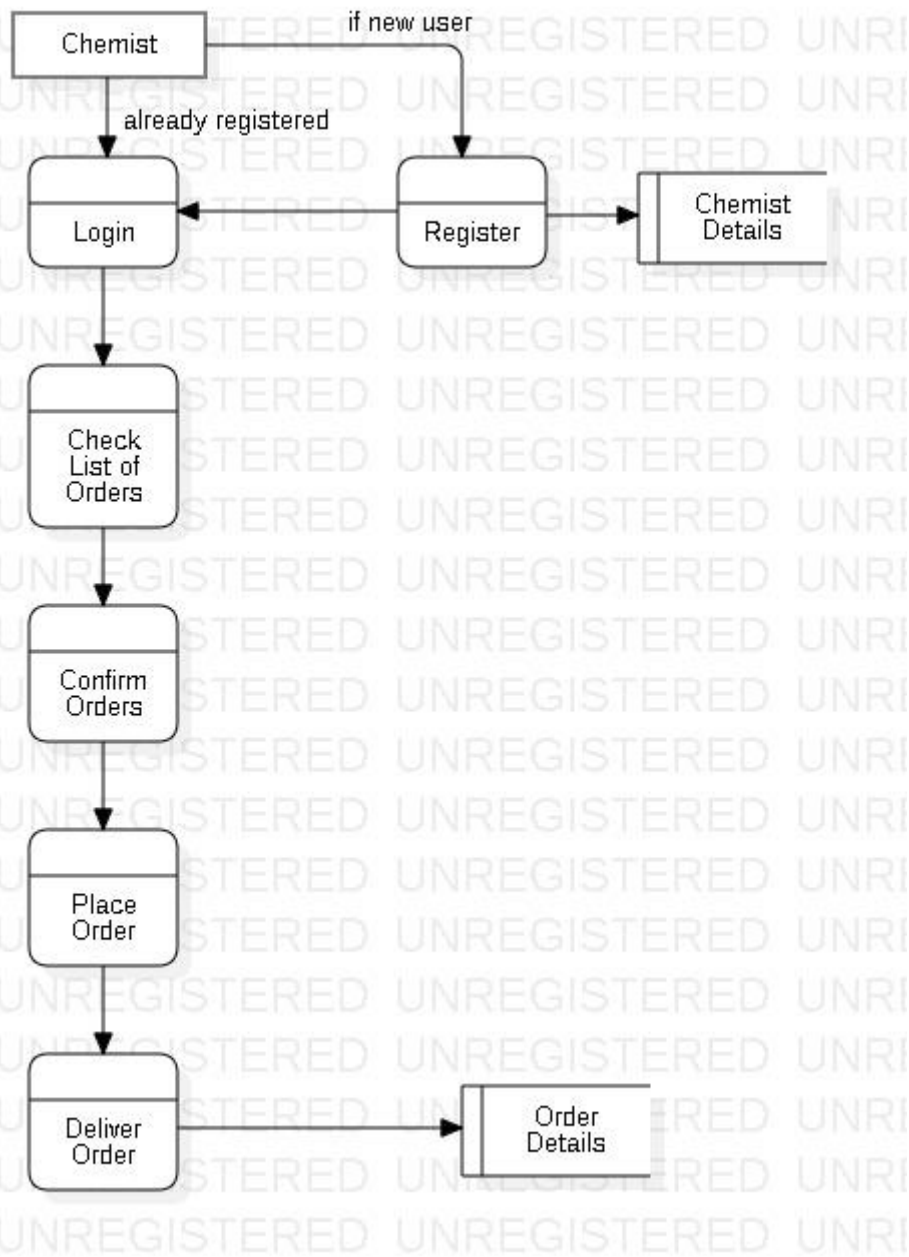 if new user
Chemist
already registered
Login
Register
Chemist
Details
Check
List of
Orders
Confirm
Orders
Place
Order
Deliver
Order
Order
Details
UNREGISTERED